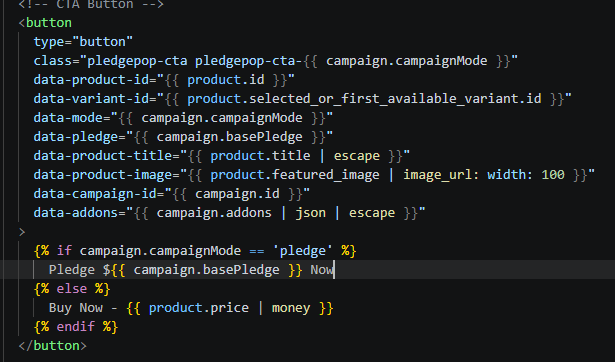 <!-- CTA Button -->
<button
type="button"
class="pledgepop-cta pledgepop-cta-{{ campaign.campaignMode }}"
data-product-id="{{ product.id }}"
data-variant-id="{{ product.selected_or_first_available_variant.id }}"
data-mode="{{ campaign.campaignMode }}"
data-pledge="{{ campaign.basePledge }}"
data-product-title="{{ product.title | escape }}"
data-product-image="{{ product.featured_image | image_url: width: 100 }}"
data-campaign-id="{{ campaign.id }}"
data-addons="{{ campaign.addons | json | escape }}"
>
{% if campaign.campaignMode == 'pledge' %}
Pledge ${{ campaign.basePledge }} Now
{% else %}
Buy Now - {{ product.price | money }}
{% endif %}
</button>